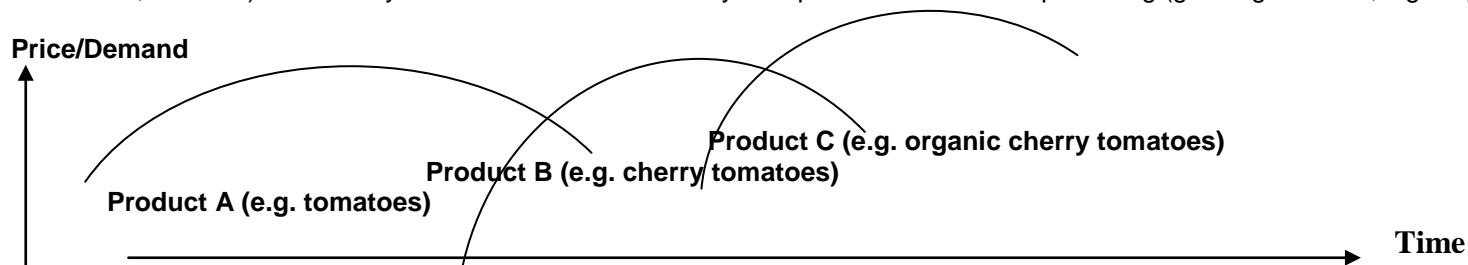 Price/Demand
Product C (e.g. organic cherry tomatoes)
Product B (e.g. cherry tomatoes)
Product A (e.g. tomatoes)
Time